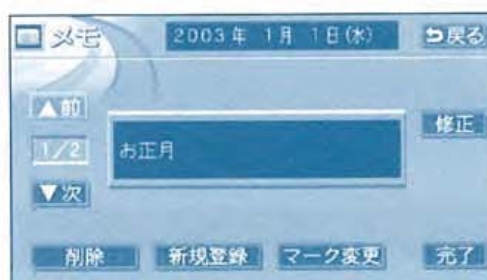 メモ 2003年 1月 1日(水) 戻る
▲前
修正
1/2 お正月
▼次
削除 新規登録 マーク変更 完了